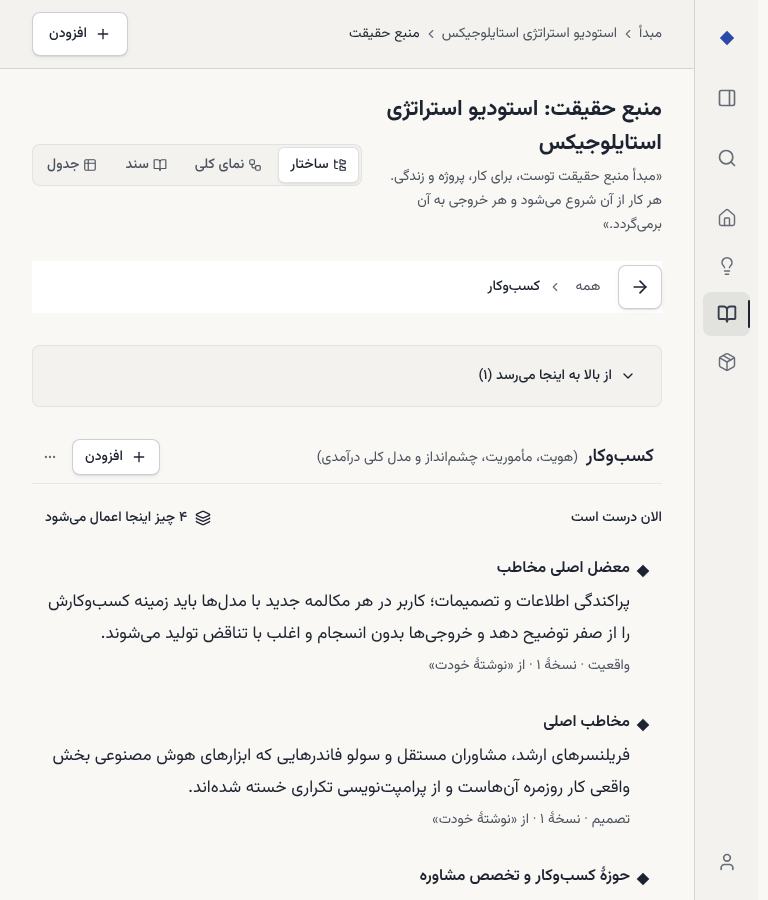 مبدأ › استودیو استراتژی استایلوجیکس › منبع حقیقت
افزودن
منبع حقیقت: استودیو استراتژی
استایلوجیکس
«مبدأ منبع حقیقت توست، برای کار، پروژه و زندگی.
هر کار از آن شروع می‌شود و هر خروجی به آن
برمی‌گردد.»
ساختار
نمای کلی
سند
جدول
همه › کسب‌وکار
از بالا به اینجا می‌رسد (۱)
کسب‌وکار (هویت، مأموریت، چشم‌انداز و مدل کلی درآمدی)
افزودن
الان درست است
۴ چیز اینجا اعمال می‌شود
معضل اصلی مخاطب
پراکندگی اطلاعات و تصمیمات؛ کاربر در هر مکالمه جدید با مدل‌ها باید زمینه کسب‌وکارش
را از صفر توضیح دهد و خروجی‌ها بدون انسجام و اغلب با تناقض تولید می‌شوند.
واقعیت · نسخهٔ ۱ · از «نوشتهٔ خودت»
مخاطب اصلی
فریلنسرهای ارشد، مشاوران مستقل و سولو فاندرهایی که ابزارهای هوش مصنوعی بخش
واقعی کار روزمره آن‌هاست و از پرامپت‌نویسی تکراری خسته شده‌اند.
تصمیم · نسخهٔ ۱ · از «نوشتهٔ خودت»
حوزهٔ کسب‌وکار و تخصص مشاوره